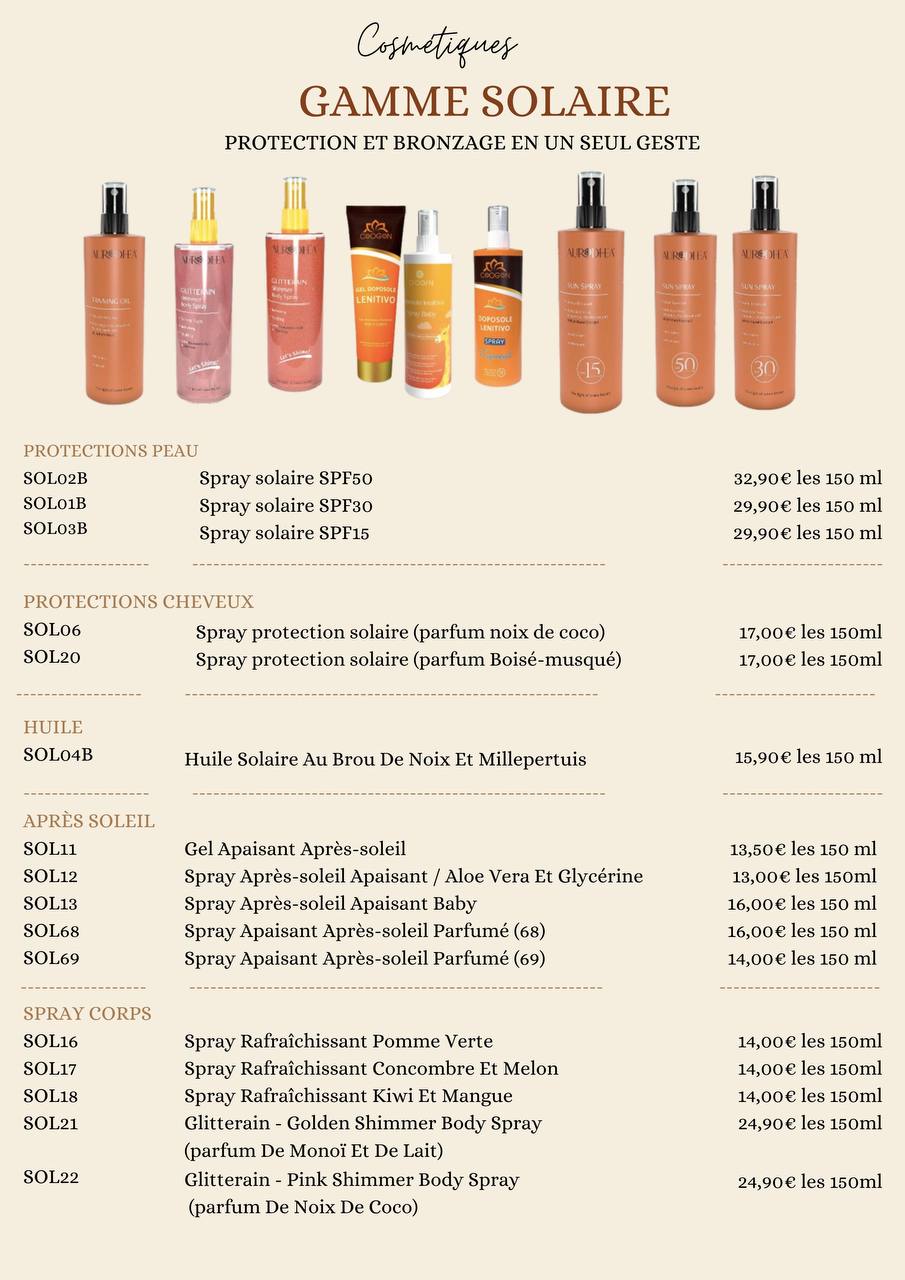 Cosmétiques
GAMME SOLAIRE
PROTECTION ET BRONZAGE EN UN SEUL GESTE
TANNING OIL
GLITTERAIN
Shimmer
Body Spray
Let's Shine!
GLITTERAIN
Shimmer
Body Spray
Let's Shine!
GEL DOPOSOLE
LENITIVO
Spray Baby
DOPOSOLE
LENITIVO
SPRAY
SUN SPRAY
15
SUN SPRAY
50
SUN SPRAY
30
PROTECTIONS PEAU
SOL02B Spray solaire SPF50 32,90€ les 150 ml
SOL01B Spray solaire SPF30 29,90€ les 150 ml
SOL03B Spray solaire SPF15 29,90€ les 150 ml
PROTECTIONS CHEVEUX
SOL06 Spray protection solaire (parfum noix de coco) 17,00€ les 150ml
SOL20 Spray protection solaire (parfum Boisé-musqué) 17,00€ les 150ml
HUILE
SOL04B Huile Solaire Au Brou De Noix Et Millepertuis 15,90€ les 150 ml
APRÈS SOLEIL
SOL11 Gel Apaisant Après-soleil 13,50€ les 150 ml
SOL12 Spray Après-soleil Apaisant / Aloe Vera Et Glycérine 13,00€ les 150ml
SOL13 Spray Après-soleil Apaisant Baby 16,00€ les 150 ml
SOL68 Spray Apaisant Après-soleil Parfumé (68) 16,00€ les 150 ml
SOL69 Spray Apaisant Après-soleil Parfumé (69) 14,00€ les 150 ml
SPRAY CORPS
SOL16 Spray Rafraîchissant Pomme Verte 14,00€ les 150ml
SOL17 Spray Rafraîchissant Concombre Et Melon 14,00€ les 150ml
SOL18 Spray Rafraîchissant Kiwi Et Mangue 14,00€ les 150ml
SOL21 Glitterain - Golden Shimmer Body Spray 24,90€ les 150ml
(parfum De Monoï Et De Lait)
SOL22 Glitterain - Pink Shimmer Body Spray 24,90€ les 150ml
(parfum De Noix De Coco)